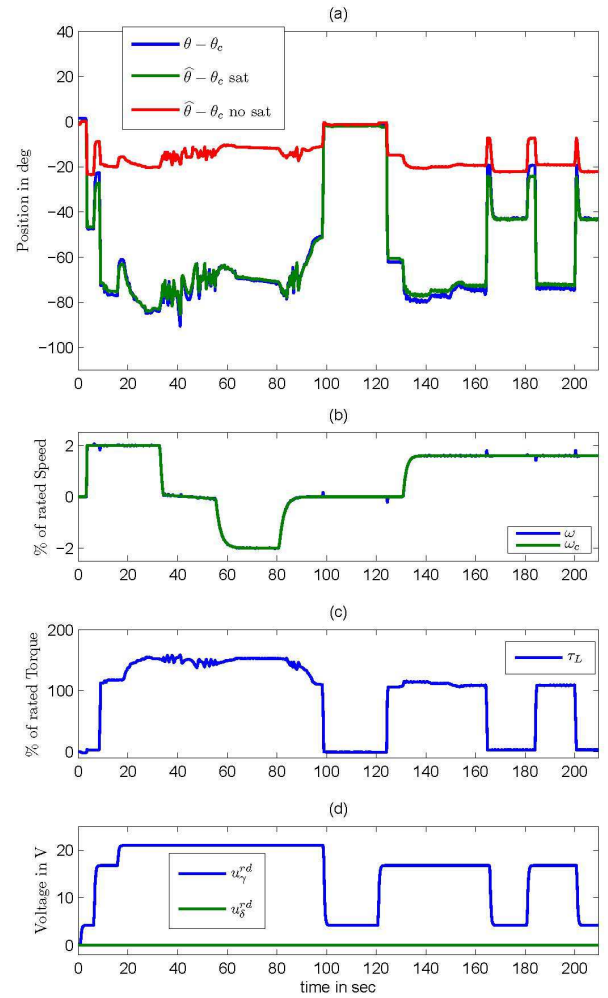 (a)
40
20
0
−20
−40
−60
−80
−100
Position in deg
θ − θc
θ̂ − θc sat
θ̂ − θc no sat
0 20 40 60 80 100 120 140 160 180 200
(b)
2
0
−2
% of rated Speed
ω
ωc
0 20 40 60 80 100 120 140 160 180 200
(c)
200
100
0
% of rated Torque
τL
0 20 40 60 80 100 120 140 160 180 200
(d)
20
10
0
Voltage in V
uγrd
uδrd
0 20 40 60 80 100 120 140 160 180 200
time in sec